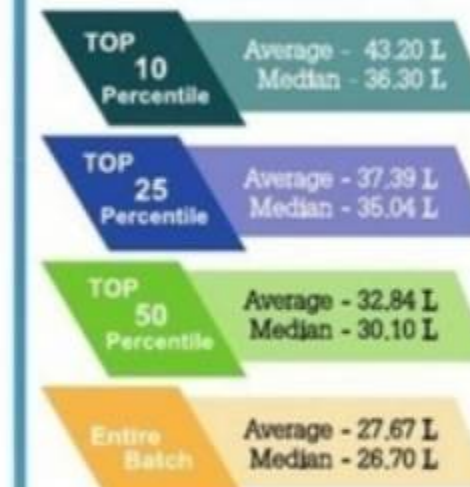 TOP
10
Percentile
Average - 43.20 L
Median - 36.30 L
TOP
25
Percentile
Average - 37.39 L
Median - 35.04 L
TOP
50
Percentile
Average - 32.84 L
Median - 30.10 L
Entire
Batch
Average - 27.67 L
Median - 26.70 L